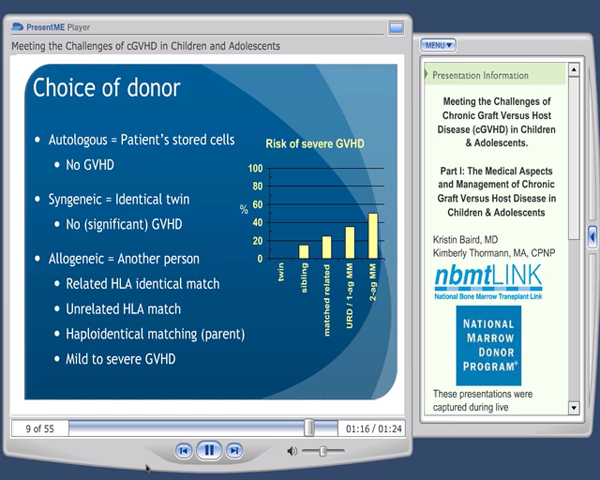 PresentME Player
Meeting the Challenges of cGVHD in Children and Adolescents
Choice of donor
Autologous = Patient's stored cells
No GVHD
Syngeneic = Identical twin
No (significant) GVHD
Allogeneic = Another person
Related HLA identical match
Unrelated HLA match
Haploidentical matching (parent)
Mild to severe GVHD
Risk of severe GVHD
100
80
60
40
20
0
%
twin
sibling
matched related
URD / 1-ag MM
2-ag MM
9 of 55
01:16 / 01:24
MENU
Presentation Information
Meeting the Challenges of
Chronic Graft Versus Host
Disease (cGVHD) in Children
& Adolescents.
Part I: The Medical Aspects
and Management of Chronic
Graft Versus Host Disease in
Children & Adolescents
Kristin Baird, MD
Kimberly Thormann, MA, CPNP
nbmtLINK
National Bone Marrow Transplant Link
NATIONAL
MARROW
DONOR
PROGRAM®
These presentations were
captured during live